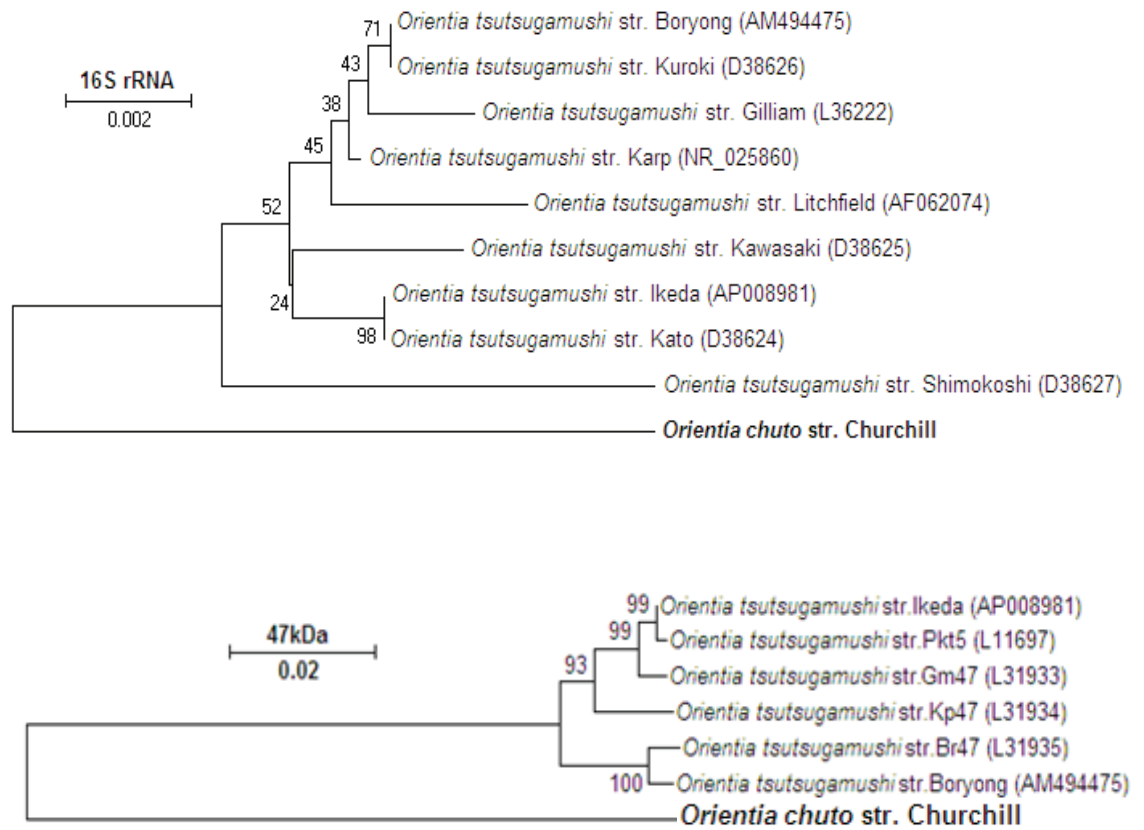 71 Orientia tsutsugamushi str. Boryong (AM494475)
16S rRNA
0.002
43 Orientia tsutsugamushi str. Kuroki (D38626)
38 Orientia tsutsugamushi str. Gilliam (L36222)
45 Orientia tsutsugamushi str. Karp (NR_025860)
52 Orientia tsutsugamushi str. Litchfield (AF062074)
Orientia tsutsugamushi str. Kawasaki (D38625)
24 Orientia tsutsugamushi str. Ikeda (AP008981)
98 Orientia tsutsugamushi str. Kato (D38624)
Orientia tsutsugamushi str. Shimokoshi (D38627)
Orientia chuto str. Churchill
47kDa
0.02
99 Orientia tsutsugamushi str.Ikeda (AP008981)
99 Orientia tsutsugamushi str.Pkt5 (L11697)
93 Orientia tsutsugamushi str.Gm47 (L31933)
Orientia tsutsugamushi str.Kp47 (L31934)
Orientia tsutsugamushi str.Br47 (L31935)
100 Orientia tsutsugamushi str.Boryong (AM494475)
Orientia chuto str. Churchill